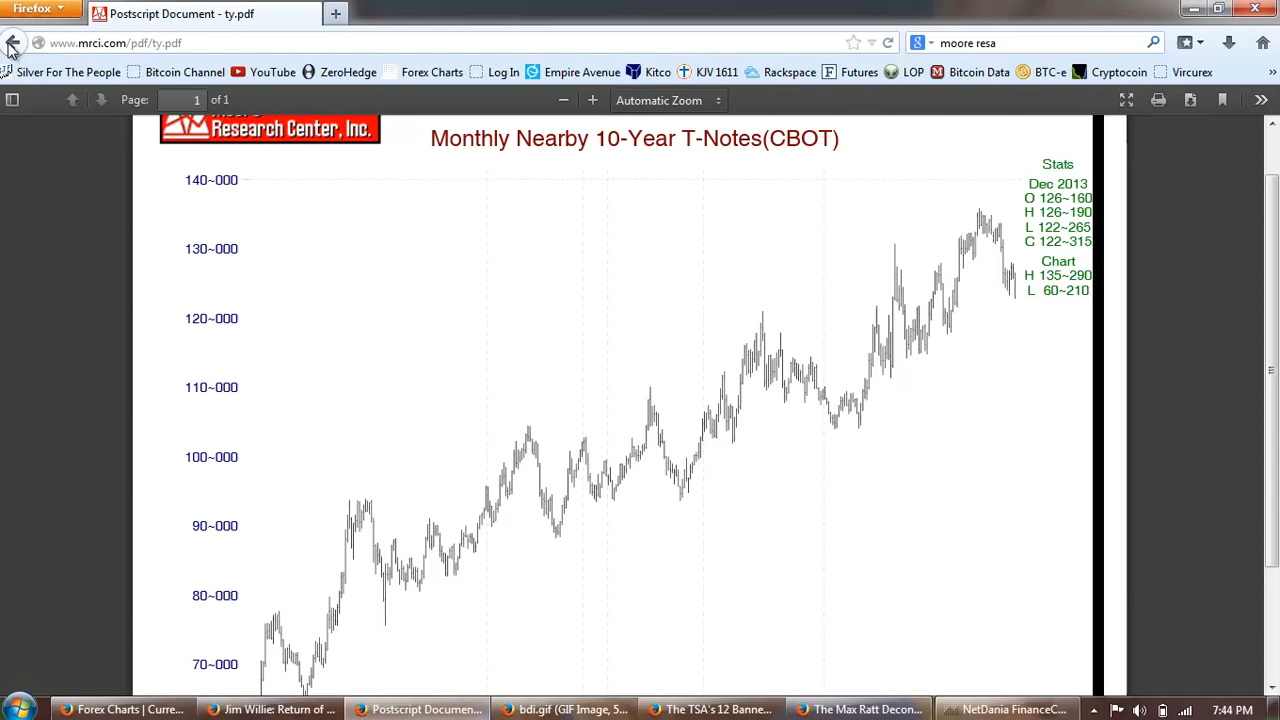 Firefox
Postscript Document - ty.pdf
www.mrci.com/pdf/ty.pdf
moore resa
Silver For The People
Bitcoin Channel
YouTube
ZeroHedge
Forex Charts
Log In
Empire Avenue
Kitco
KJV 1611
Rackspace
Futures
LOP
Bitcoin Data
BTC-e
Cryptocoin
Vircurex
»
Page: 1 of 1
Automatic Zoom
Research Center, Inc.
Monthly Nearby 10-Year T-Notes(CBOT)
Stats
Dec 2013
O 126~160
H 126~190
L 122~265
C 122~315
Chart
H 135~290
L 60~210
140~000
130~000
120~000
110~000
100~000
90~000
80~000
70~000
Forex Charts | Curre...
Jim Willie: Return of ...
Postscript Documen...
bdi.gif (GIF Image, 5...
The TSA's 12 Banne...
The Max Ratt Decon...
NetDania FinanceC...
7:44 PM